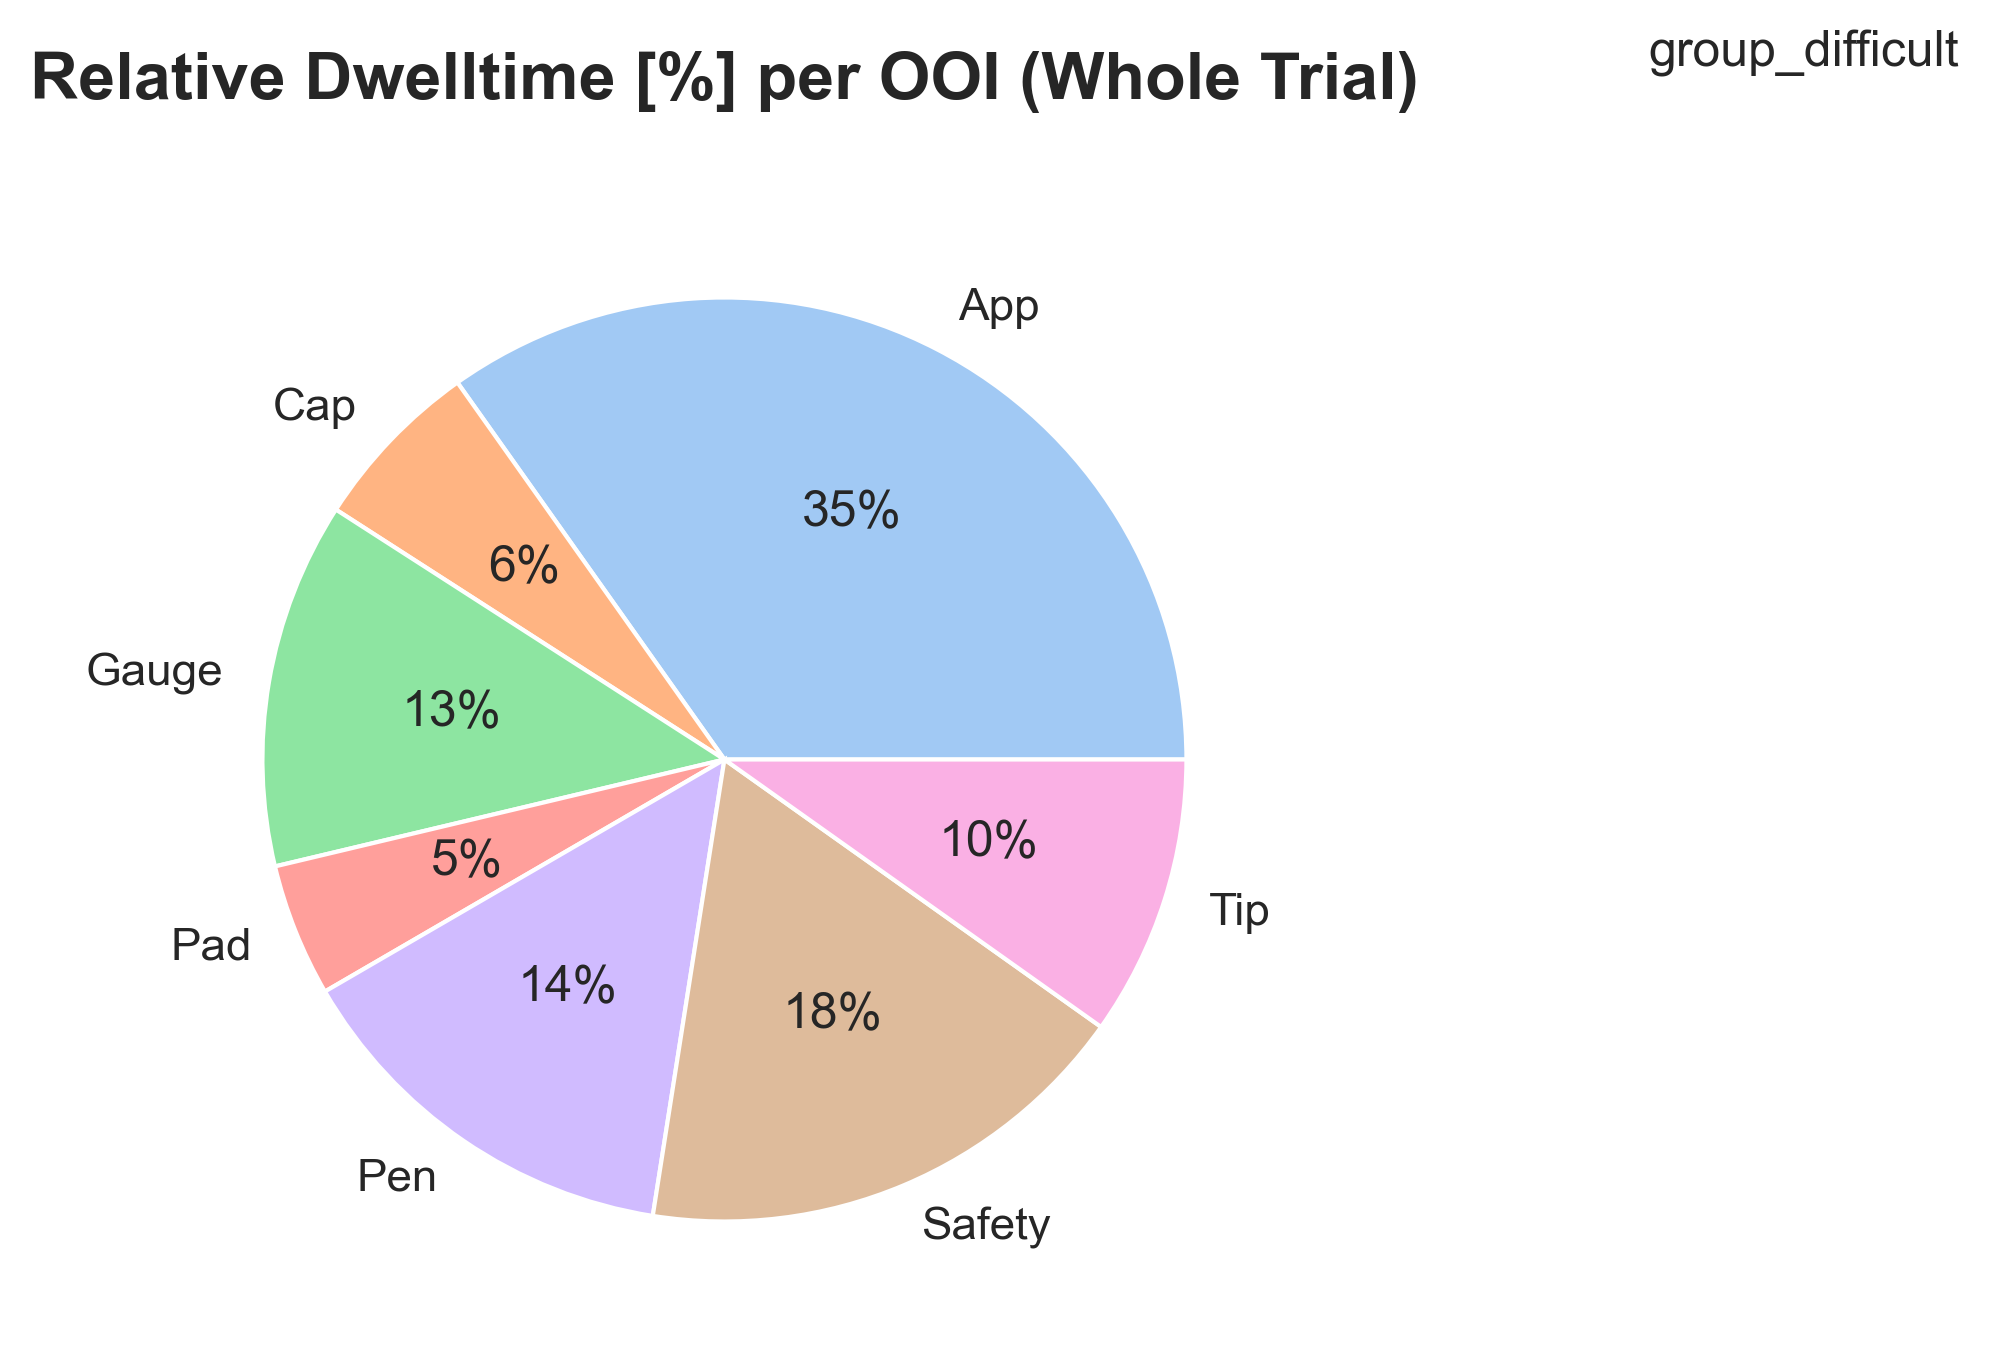 group_difficult
Relative Dwelltime [%] per OOI (Whole Trial)
App
Cap
35%
6%
Gauge
13%
10%
5%
Tip
Pad
14%
18%
Pen
Safety